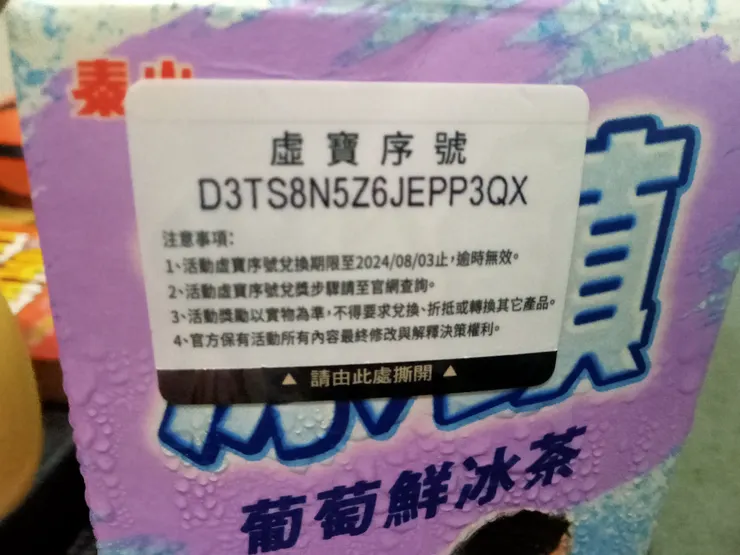 泰山
虛寶序號
D3TS8N5Z6JEPP3QX
注意事項:
1、活動虛寶序號兌換期限至2024/08/03止,逾時無效。
2、活動虛寶序號兌獎步驟請至官網查詢。
3、活動獎勵以實物為準,不得要求兌換、折抵或轉換其它產品。
4、官方保有活動所有內容最終修改與解釋決策權利。
▲ 請由此處撕開 ▲
葡萄鮮冰茶